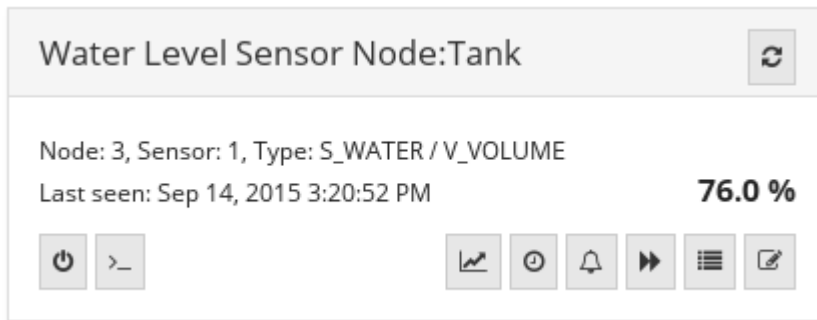 Water Level Sensor Node:Tank
Node: 3, Sensor: 1, Type: S_WATER / V_VOLUME
Last seen: Sep 14, 2015 3:20:52 PM
76.0 %